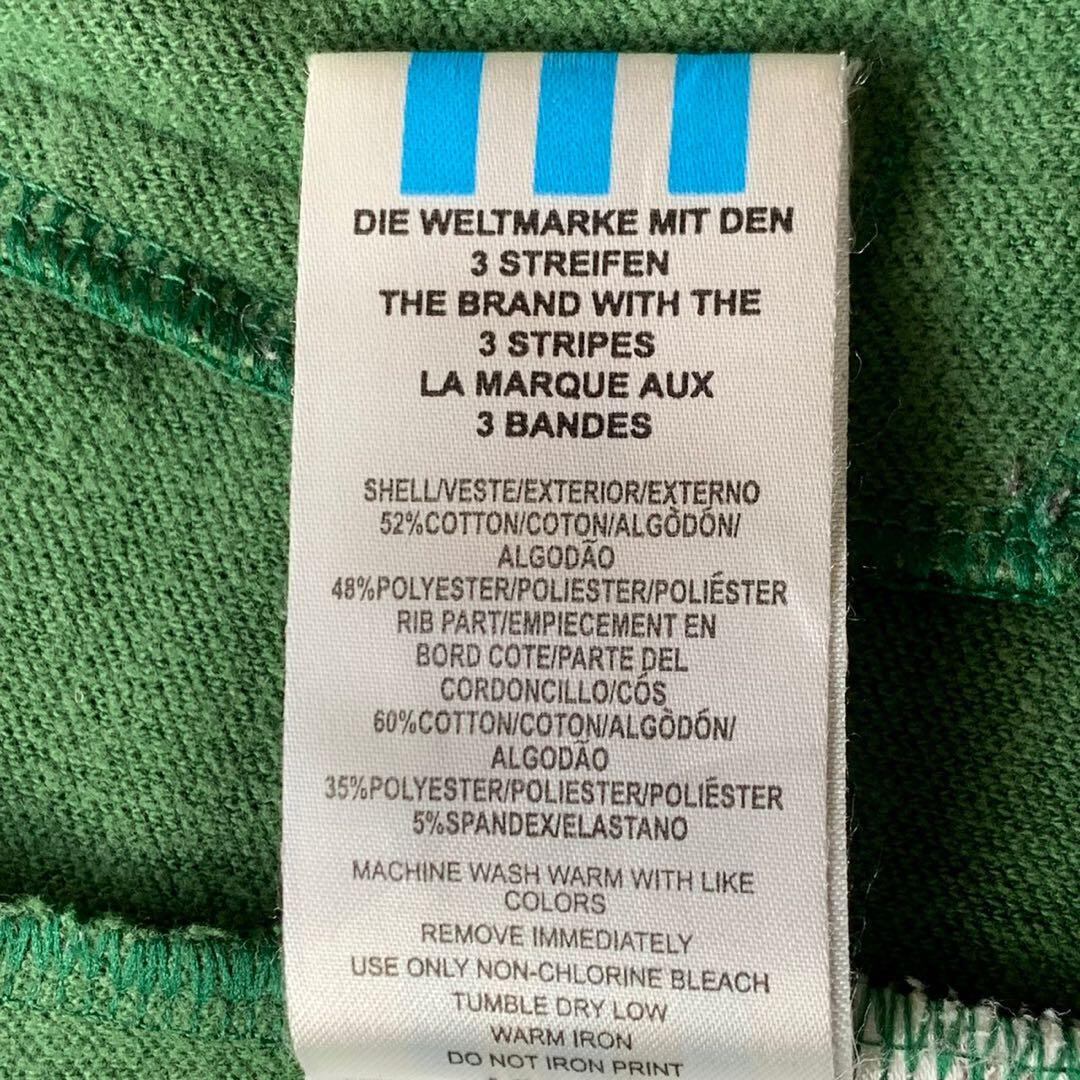 DIE WELTMARKE MIT DEN
3 STREIFEN
THE BRAND WITH THE
3 STRIPES
LA MARQUE AUX
3 BANDES
SHELL/VESTE/EXTERIOR/EXTERNO
52%COTTON/COTON/ALGÒDÓN/
ALGODÃO
48%POLYESTER/POLIESTER/POLIÉSTER
RIB PART/EMPIECEMENT EN
BORD COTE/PARTE DEL
CORDONCILLO/CÓS
60%COTTON/COTON/ALGÒDÓN/
ALGODÃO
35%POLYESTER/POLIESTER/POLIÉSTER
5%SPANDEX/ELASTANO
MACHINE WASH WARM WITH LIKE
COLORS
REMOVE IMMEDIATELY
USE ONLY NON-CHLORINE BLEACH
TUMBLE DRY LOW
WARM IRON
DO NOT IRON PRINT